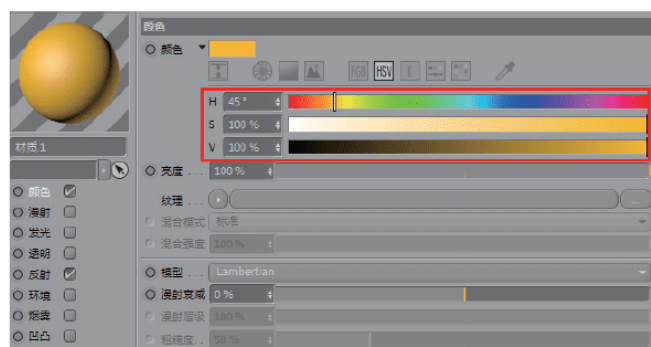 颜色
颜色
RGB HSV K
H 45°
S 100 %
V 100 %
材质1
亮度 . . . 100 %
纹理 . . . ...
混合模式 标准
混合强度 100 %
颜色
漫射
发光
透明
反射
环境
烟雾
凹凸
模型 . . . Lambertian
漫射衰减 0 %
漫射层级 100 %
粗糙度. . 50 %